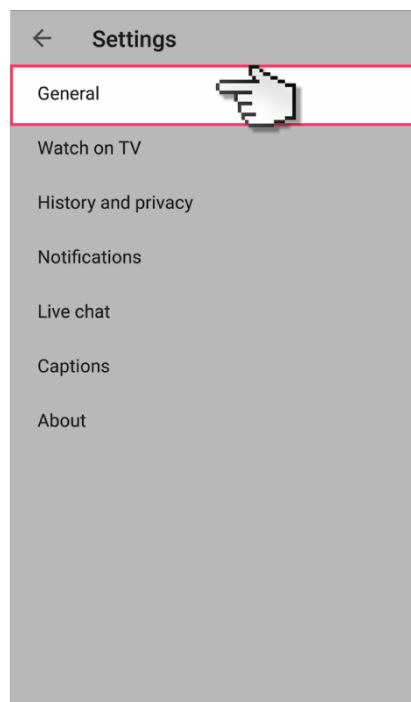 Settings
General
Watch on TV
History and privacy
Notifications
Live chat
Captions
About